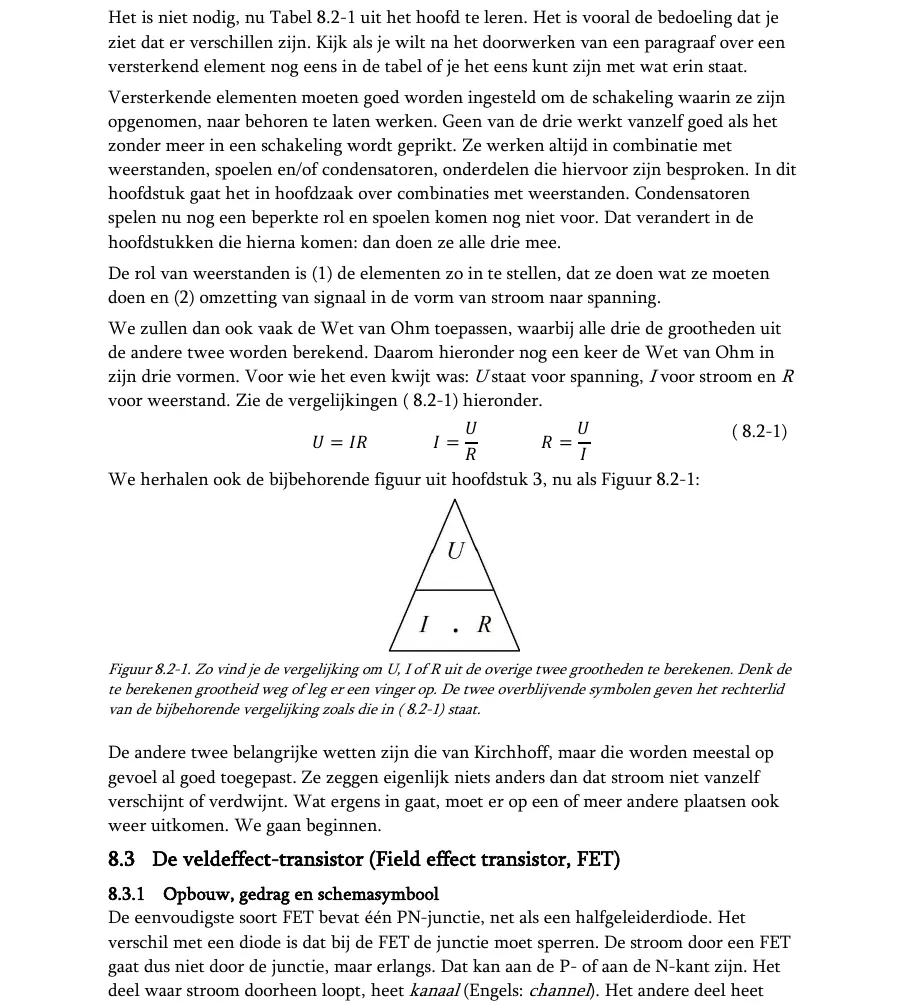 Het is niet nodig, nu Tabel 8.2-1 uit het hoofd te leren. Het is vooral de bedoeling dat je
ziet dat er verschillen zijn. Kijk als je wilt na het doorwerken van een paragraaf over een
versterkend element nog eens in de tabel of je het eens kunt zijn met wat erin staat.
Versterkende elementen moeten goed worden ingesteld om de schakeling waarin ze zijn
opgenomen, naar behoren te laten werken. Geen van de drie werkt vanzelf goed als het
zonder meer in een schakeling wordt geprikt. Ze werken altijd in combinatie met
weerstanden, spoelen en/of condensatoren, onderdelen die hiervoor zijn besproken. In dit
hoofdstuk gaat het in hoofdzaak over combinaties met weerstanden. Condensatoren
spelen nu nog een beperkte rol en spoelen komen nog niet voor. Dat verandert in de
hoofdstukken die hierna komen: dan doen ze alle drie mee.
De rol van weerstanden is (1) de elementen zo in te stellen, dat ze doen wat ze moeten
doen en (2) omzetting van signaal in de vorm van stroom naar spanning.
We zullen dan ook vaak de Wet van Ohm toepassen, waarbij alle drie de grootheden uit
de andere twee worden berekend. Daarom hieronder nog een keer de Wet van Ohm in
zijn drie vormen. Voor wie het even kwijt was: U staat voor spanning, I voor stroom en R
voor weerstand. Zie de vergelijkingen ( 8.2-1) hieronder.
U = IR I = U/R R = U/I ( 8.2-1)
We herhalen ook de bijbehorende figuur uit hoofdstuk 3, nu als Figuur 8.2-1:
U
I . R
Figuur 8.2-1. Zo vind je de vergelijking om U, I of R uit de overige twee grootheden te berekenen. Denk de
te berekenen grootheid weg of leg er een vinger op. De twee overblijvende symbolen geven het rechterlid
van de bijbehorende vergelijking zoals die in ( 8.2-1) staat.
De andere twee belangrijke wetten zijn die van Kirchhoff, maar die worden meestal op
gevoel al goed toegepast. Ze zeggen eigenlijk niets anders dan dat stroom niet vanzelf
verschijnt of verdwijnt. Wat ergens in gaat, moet er op een of meer andere plaatsen ook
weer uitkomen. We gaan beginnen.
8.3 De veldeffect-transistor (Field effect transistor, FET)
8.3.1 Opbouw, gedrag en schemasymbool
De eenvoudigste soort FET bevat één PN-junctie, net als een halfgeleiderdiode. Het
verschil met een diode is dat bij de FET de junctie moet sperren. De stroom door een FET
gaat dus niet door de junctie, maar erlangs. Dat kan aan de P- of aan de N-kant zijn. Het
deel waar stroom doorheen loopt, heet kanaal (Engels: channel). Het andere deel heet